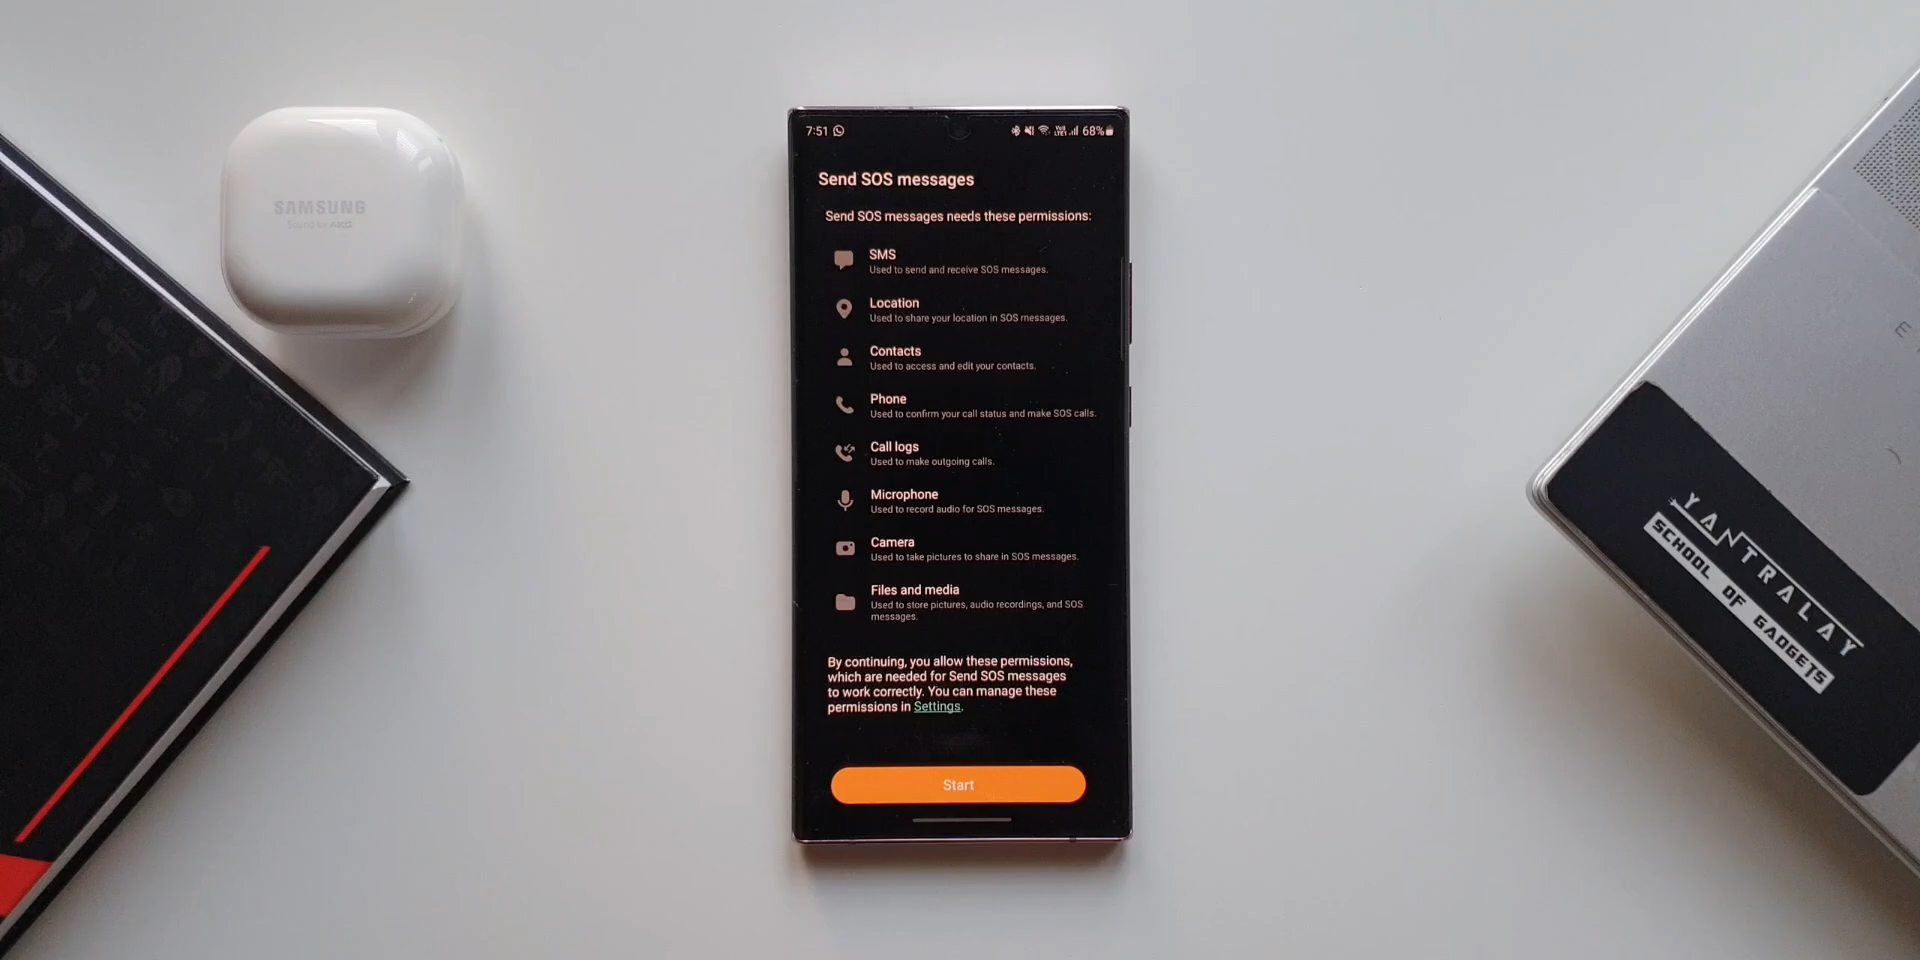 SAMSUNG
Sound by AKG
7:51
68%
Send SOS messages
Send SOS messages needs these permissions:
SMS
Used to send and receive SOS messages.
Location
Used to share your location in SOS messages.
Contacts
Used to access and edit your contacts.
Phone
Used to confirm your call status and make SOS calls.
Call logs
Used to make outgoing calls.
Microphone
Used to record audio for SOS messages.
Camera
Used to take pictures to share in SOS messages.
Files and media
Used to store pictures, audio recordings, and SOS
messages.
By continuing, you allow these permissions,
which are needed for Send SOS messages
to work correctly. You can manage these
permissions in Settings.
Start
YANTRALAY
SCHOOL OF GADGETS